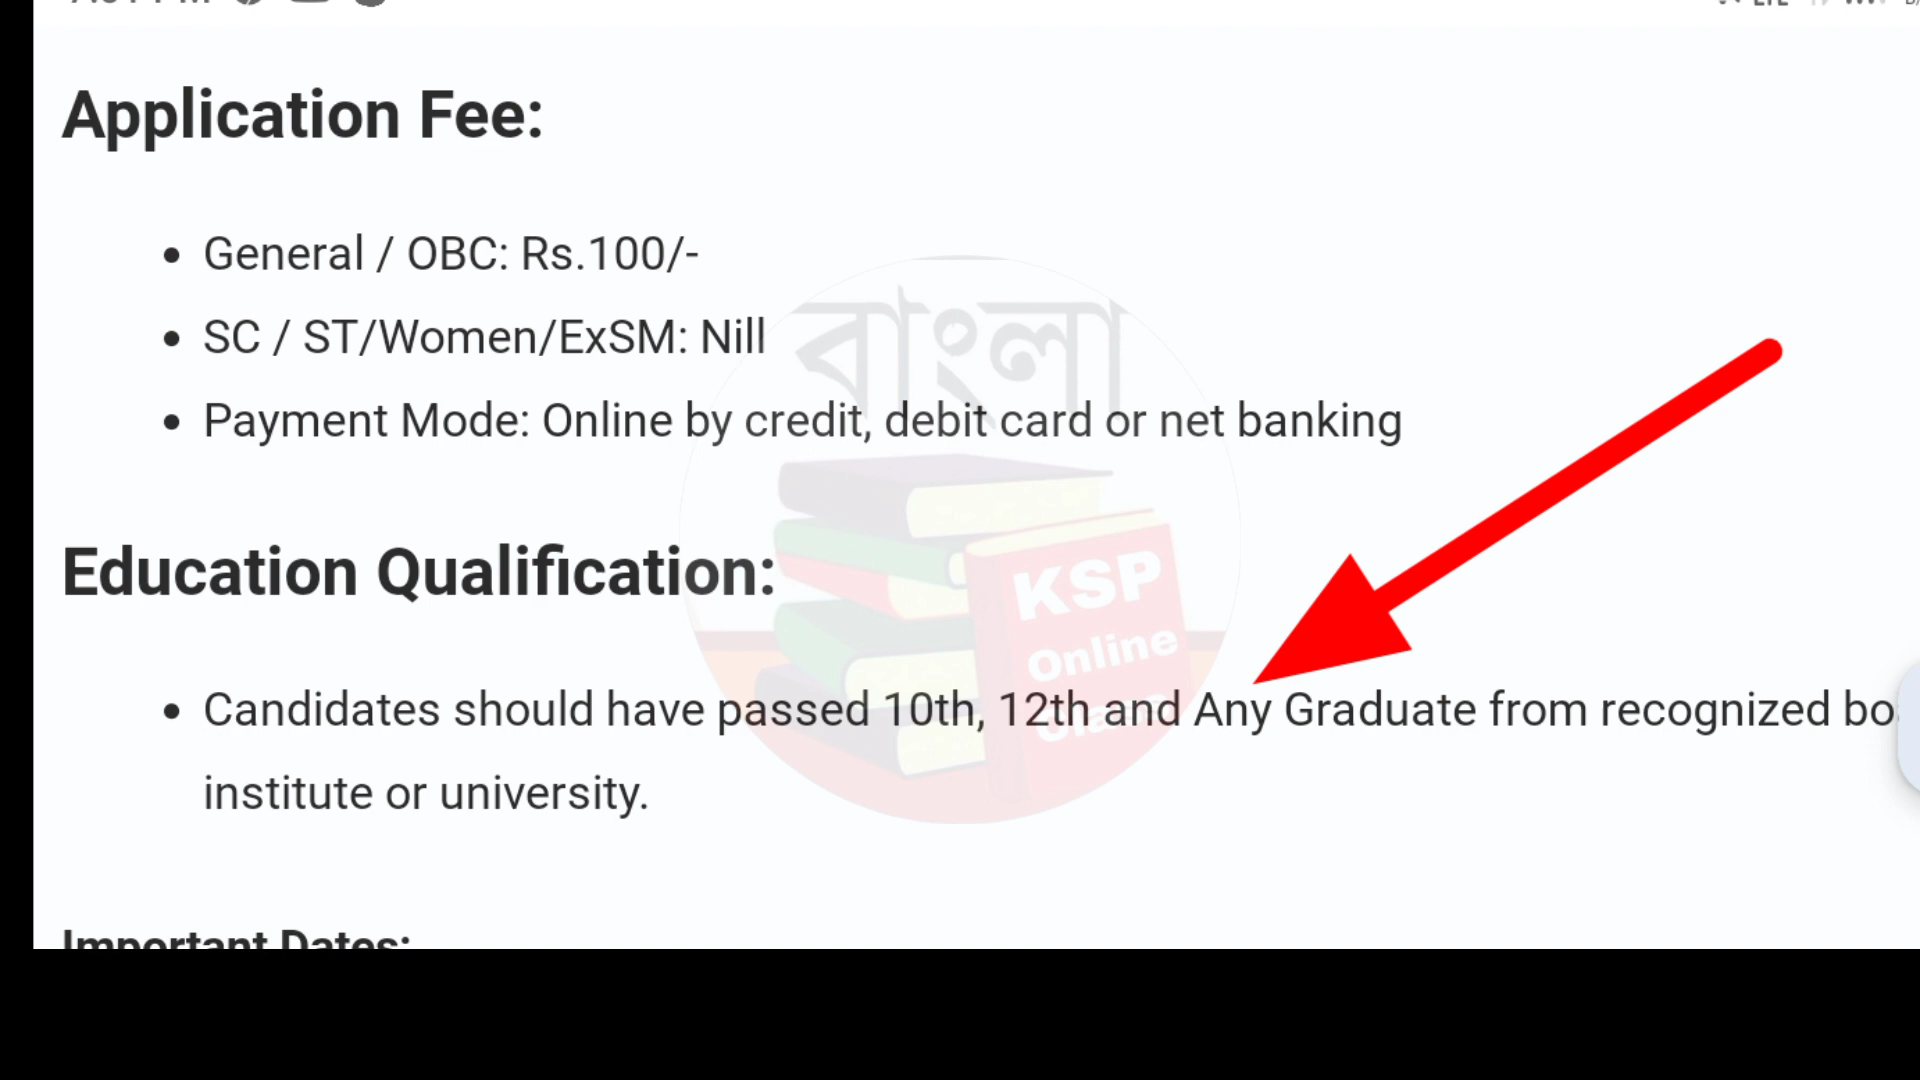 Application Fee:
General / OBC: Rs.100/-
SC / ST/Women/ExSM: Nill
Payment Mode: Online by credit, debit card or net banking
বাংলা
Education Qualification:
KSP
Online
Candidates should have passed 10th, 12th and Any Graduate from recognized
institute or university.
Important Dates: